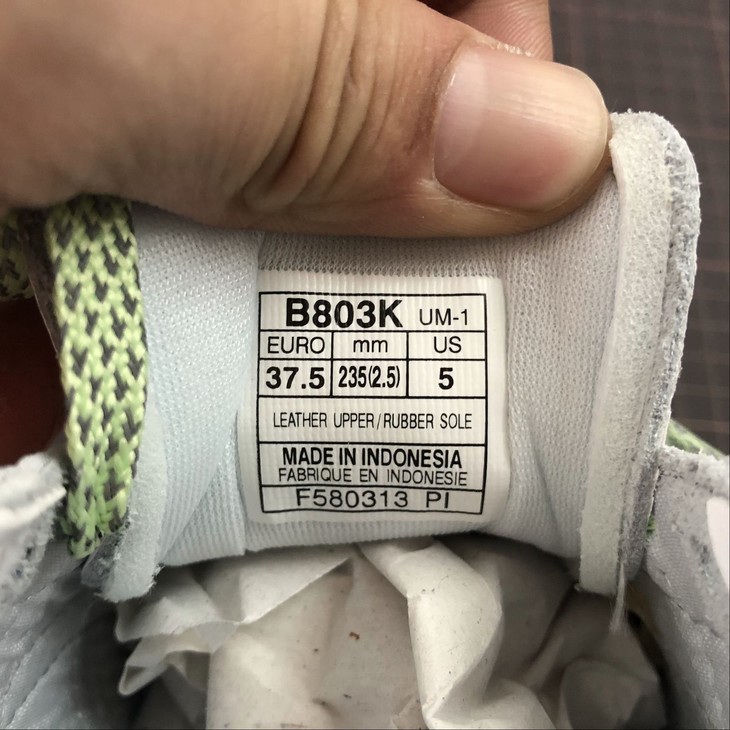 B803K UM-1
EURO mm US
37.5 235(2.5) 5
LEATHER UPPER/RUBBER SOLE
MADE IN INDONESIA
FABRIQUE EN INDONESIE
F580313 PI